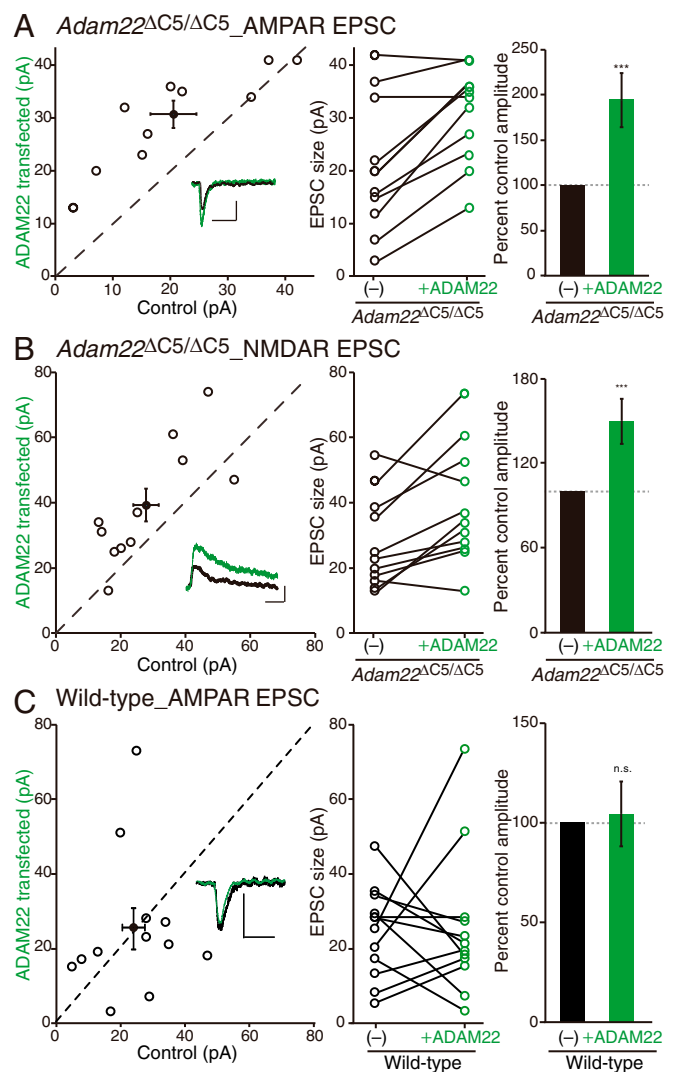 A Adam22ΔC5/ΔC5_AMPAR EPSC
ADAM22 transfected (pA)
40
30
20
10
0
0 10 20 30 40
Control (pA)
EPSC size (pA)
40
30
20
10
0
(-) +ADAM22
Adam22ΔC5/ΔC5
Percent control amplitude
250
200
150
100
50
0
***
(-) +ADAM22
Adam22ΔC5/ΔC5
B Adam22ΔC5/ΔC5_NMDAR EPSC
ADAM22 transfected (pA)
80
60
40
20
0
0 20 40 60 80
Control (pA)
EPSC size (pA)
80
60
40
20
0
(-) +ADAM22
Adam22ΔC5/ΔC5
Percent control amplitude
180
140
100
60
0
***
(-) +ADAM22
Adam22ΔC5/ΔC5
C Wild-type_AMPAR EPSC
ADAM22 transfected (pA)
80
60
40
20
0
0 20 40 60 80
Control (pA)
EPSC size (pA)
80
60
40
20
0
(-) +ADAM22
Wild-type
Percent control amplitude
150
100
50
0
n.s.
(-) +ADAM22
Wild-type